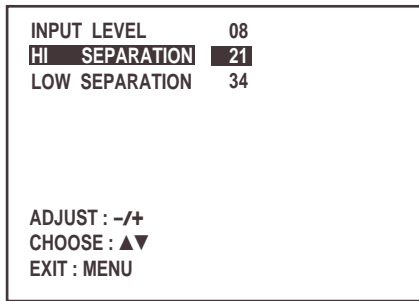 INPUT LEVEL 08
HI SEPARATION 21
LOW SEPARATION 34
ADJUST : –/+
CHOOSE : ▲▼
EXIT : MENU